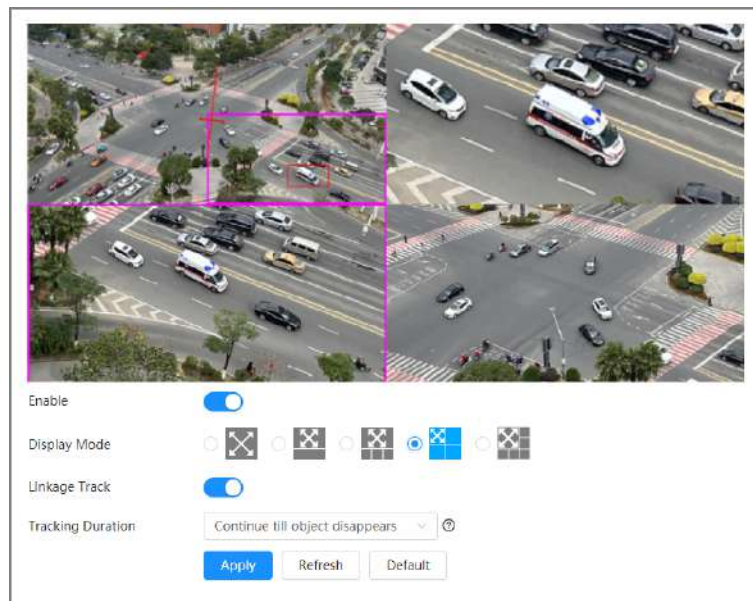 Enable
Display Mode
Linkage Track
Tracking Duration
Continue till object disappears
Apply
Refresh
Default